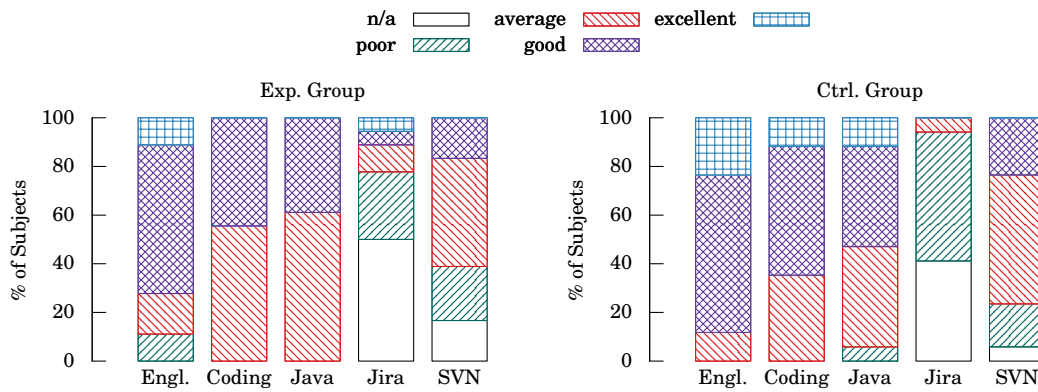 n/a average excellent
poor good
Exp. Group Ctrl. Group
% of Subjects
100
80
60
40
20
0
Engl. Coding Java Jira SVN
% of Subjects
100
80
60
40
20
0
Engl. Coding Java Jira SVN